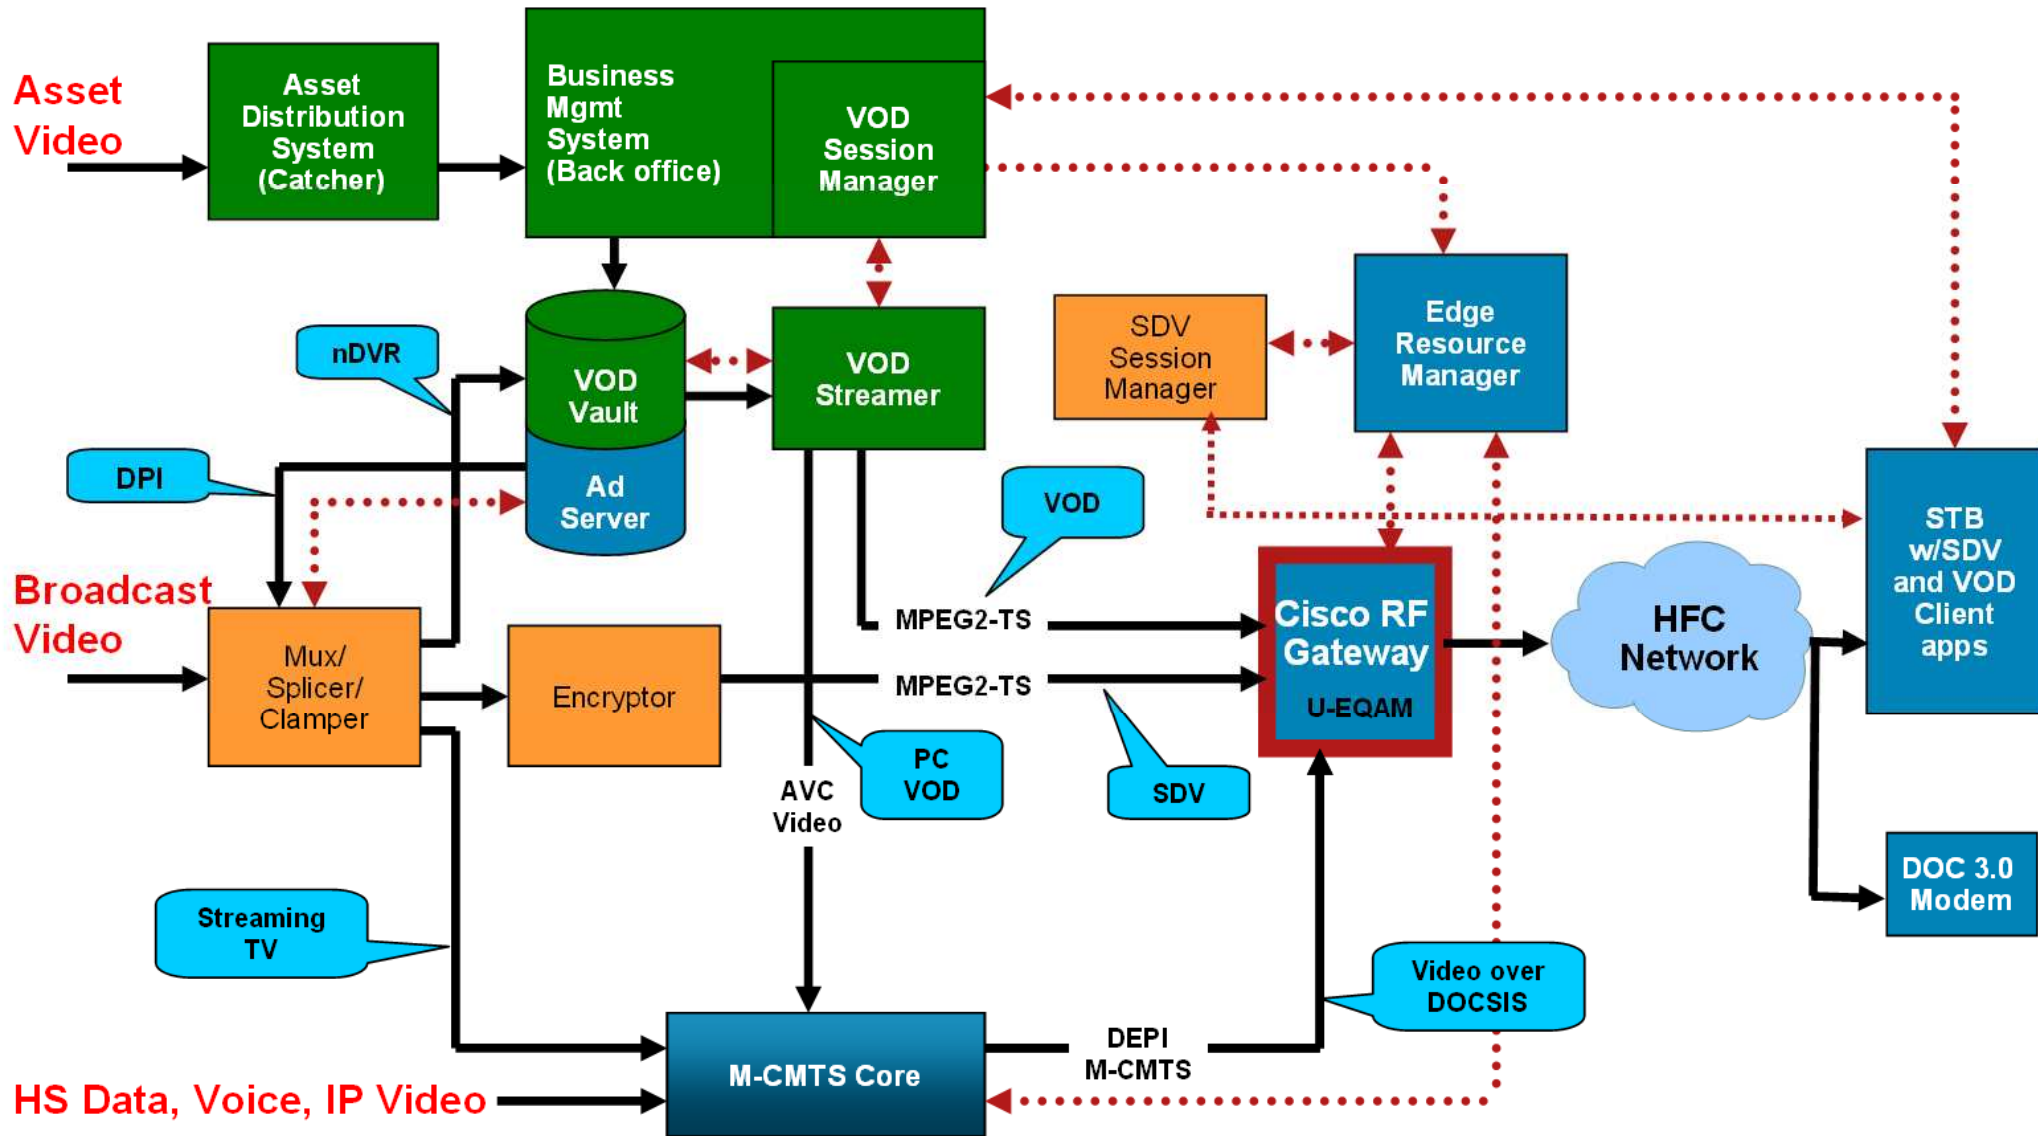 Asset
Video
Asset
Distribution
System
(Catcher)
Business
Mgmt
System
(Back office)
VOD
Session
Manager
nDVR
VOD
Vault
VOD
Streamer
SDV
Session
Manager
Edge
Resource
Manager
DPI
Ad
Server
VOD
STB
w/SDV
and VOD
Client
apps
Broadcast
Video
Mux/
Splicer/
Clamper
Encryptor
MPEG2-TS
MPEG2-TS
Cisco RF
Gateway
U-EQAM
HFC
Network
PC
VOD
SDV
AVC
Video
DOC 3.0
Modem
Streaming
TV
Video over
DOCSIS
M-CMTS Core
DEPI
M-CMTS
HS Data, Voice, IP Video